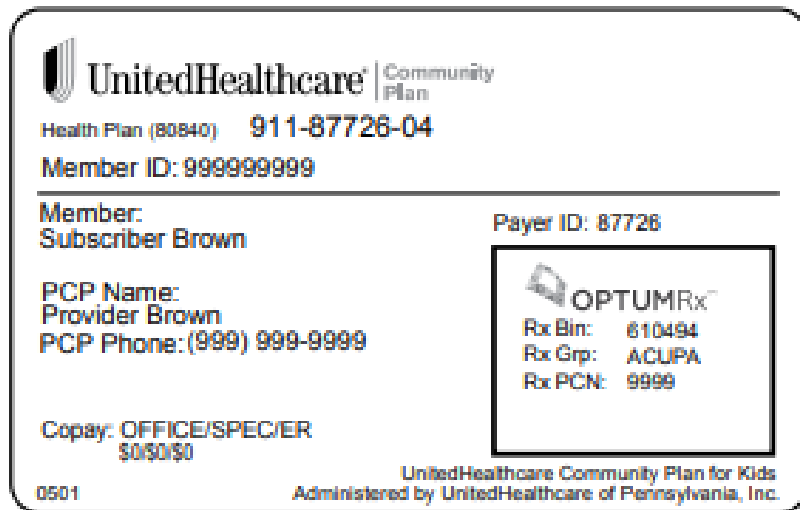 UnitedHealthcare® | Community Plan
Health Plan (80840) 911-87726-04
Member ID: 999999999
Member:
Subscriber Brown
Payer ID: 87726
PCP Name:
Provider Brown
PCP Phone: (999) 999-9999
OPTUMRx™
Rx Bin: 610494
Rx Grp: ACUPA
Rx PCN: 9999
Copay: OFFICE/SPEC/ER
$0/$0/$0
UnitedHealthcare Community Plan for Kids
0501 Administered by UnitedHealthcare of Pennsylvania, Inc.